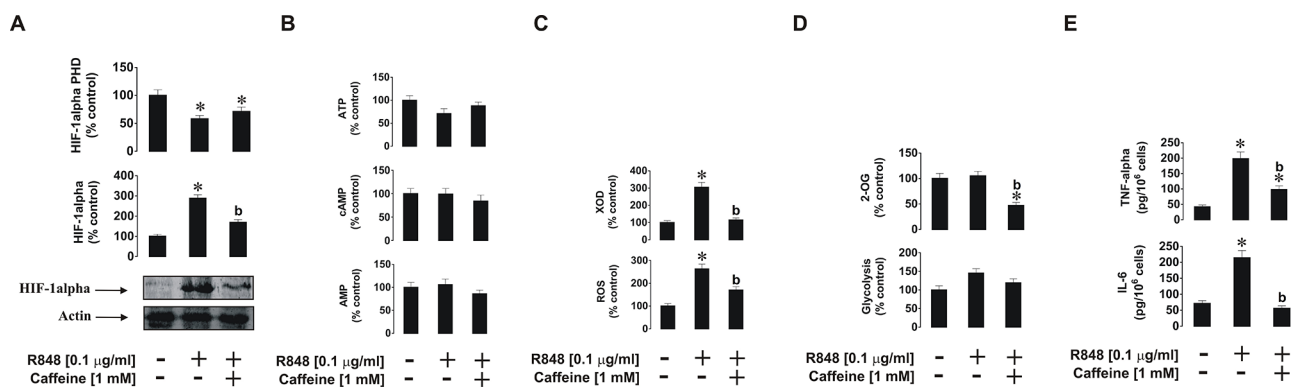 A
HIF-1alpha PHD
(% control)
150
100
50
0
*
*
HIF-1alpha
(% control)
400
300
200
100
0
*
b
HIF-1alpha
Actin
R848 [0.1 μg/ml] - + +
Caffeine [1 mM] - - +
B
ATP
(% control)
150
100
50
0
cAMP
(% control)
150
100
50
0
AMP
(% control)
150
100
50
0
R848 [0.1 μg/ml] - + +
Caffeine [1 mM] - - +
C
XOD
(% control)
400
300
200
100
0
*
b
ROS
(% control)
300
200
100
0
*
b
R848 [0.1 μg/ml] - + +
Caffeine [1 mM] - - +
D
2-OG
(% control)
150
100
50
0
b
*
Glycolysis
(% control)
200
150
100
50
0
R848 [0.1 μg/ml] - + +
Caffeine [1 mM] - - +
E
TNF-alpha
(pg/10⁶ cells)
250
200
150
100
50
0
*
b
*
IL-6
(pg/10⁶ cells)
250
200
150
100
50
0
*
b
R848 [0.1 μg/ml] - + +
Caffeine [1 mM] - - +